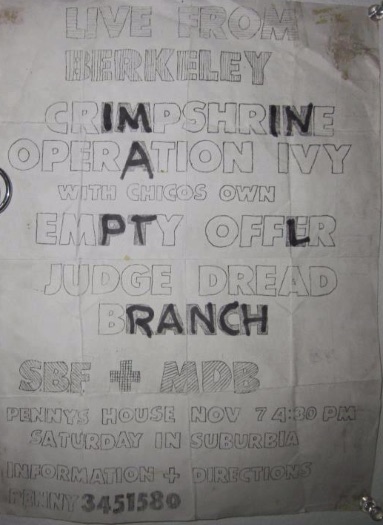 LIVE FROM
BERKELEY
CRIMPSHRINE
OPERATION IVY
WITH CHICOS OWN
EMPTY OFFER
JUDGE DREAD
BRANCH
SBF + MDB
PENNYS HOUSE NOV 7 4:30 PM
SATURDAY IN SUBURBIA
INFORMATION + DIRECTIONS
PENNY 3451580